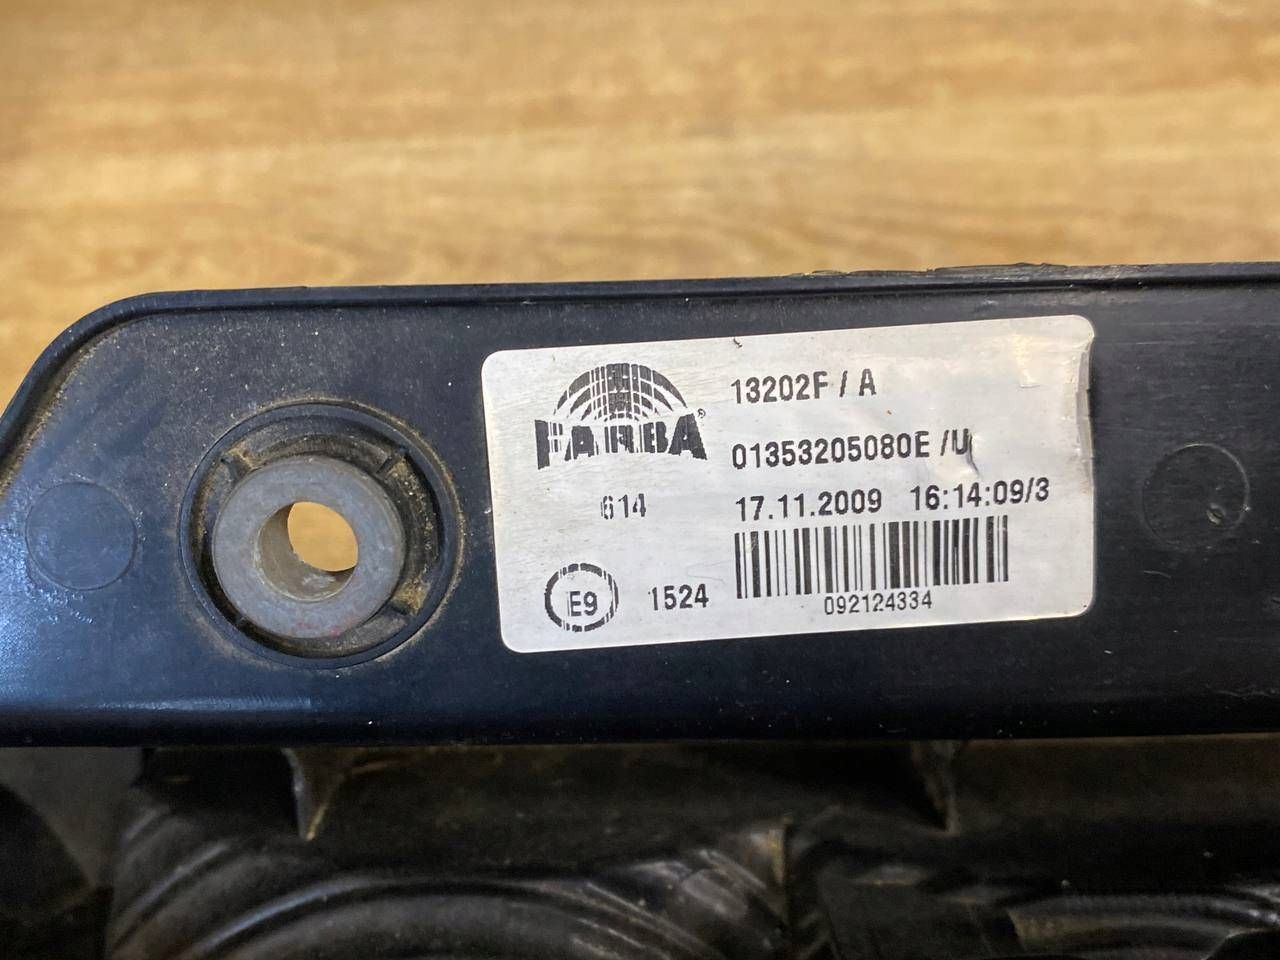 FARBA®
13202F / A
01353205080E /U
614
17.11.2009 16:14:09/3
E9
1524
092124334